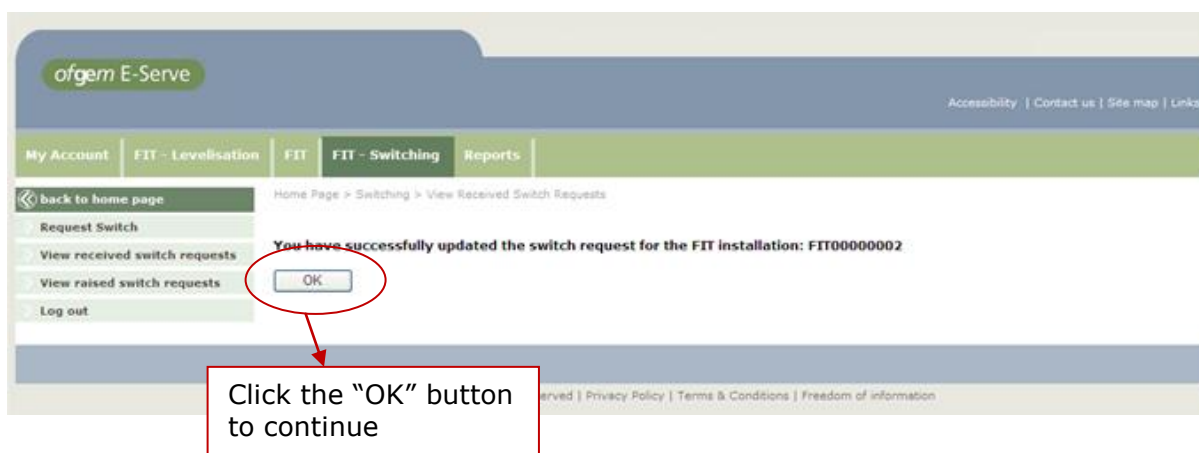 ofgem E-Serve
Accessibility | Contact us | Site map | Links
My Account FIT - Levelisation FIT FIT - Switching Reports
back to home page
Home Page > Switching > View Received Switch Requests
Request Switch
View received switch requests
View raised switch requests
Log out
You have successfully updated the switch request for the FIT installation: FIT00000002
OK
Click the “OK” button
to continue
| Privacy Policy | Terms & Conditions | Freedom of information